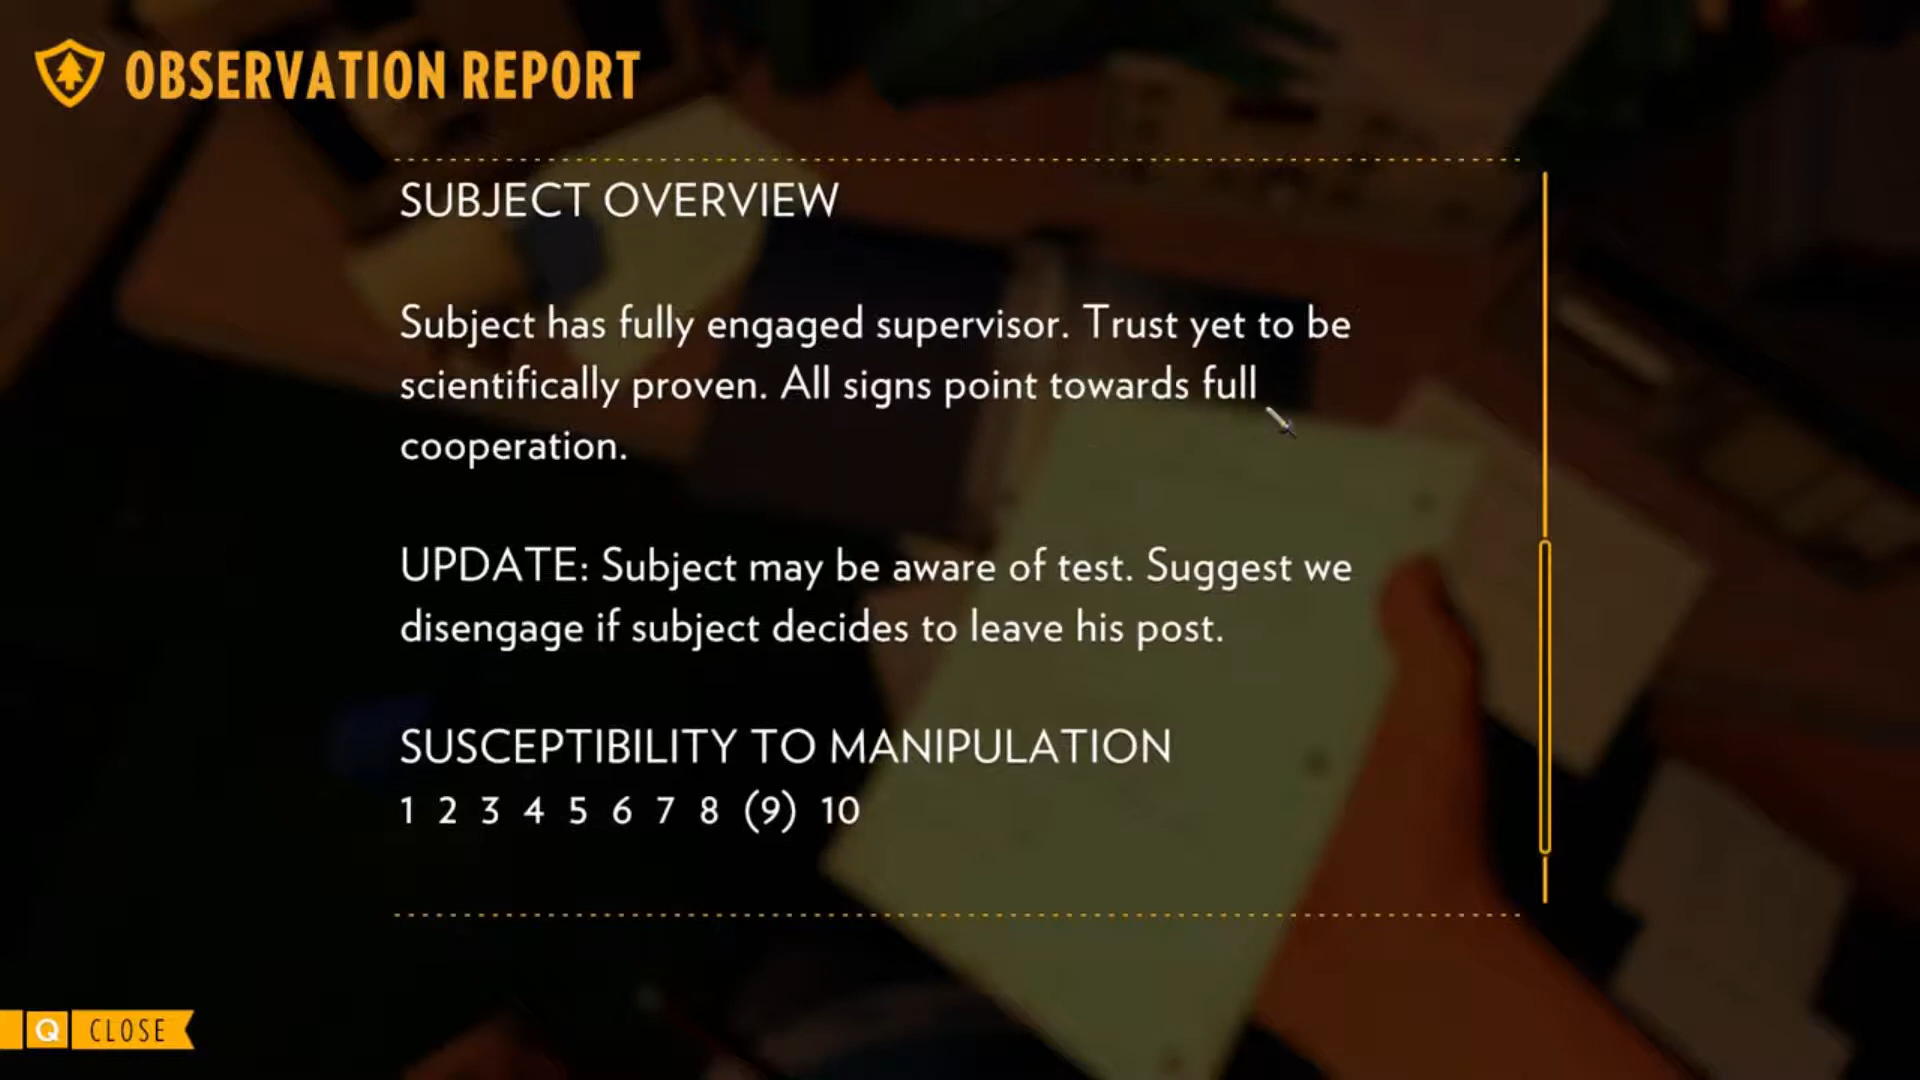 OBSERVATION REPORT
SUBJECT OVERVIEW
Subject has fully engaged supervisor. Trust yet to be
scientifically proven. All signs point towards full
cooperation.
UPDATE: Subject may be aware of test. Suggest we
disengage if subject decides to leave his post.
SUSCEPTIBILITY TO MANIPULATION
1 2 3 4 5 6 7 8 (9) 10
Q CLOSE